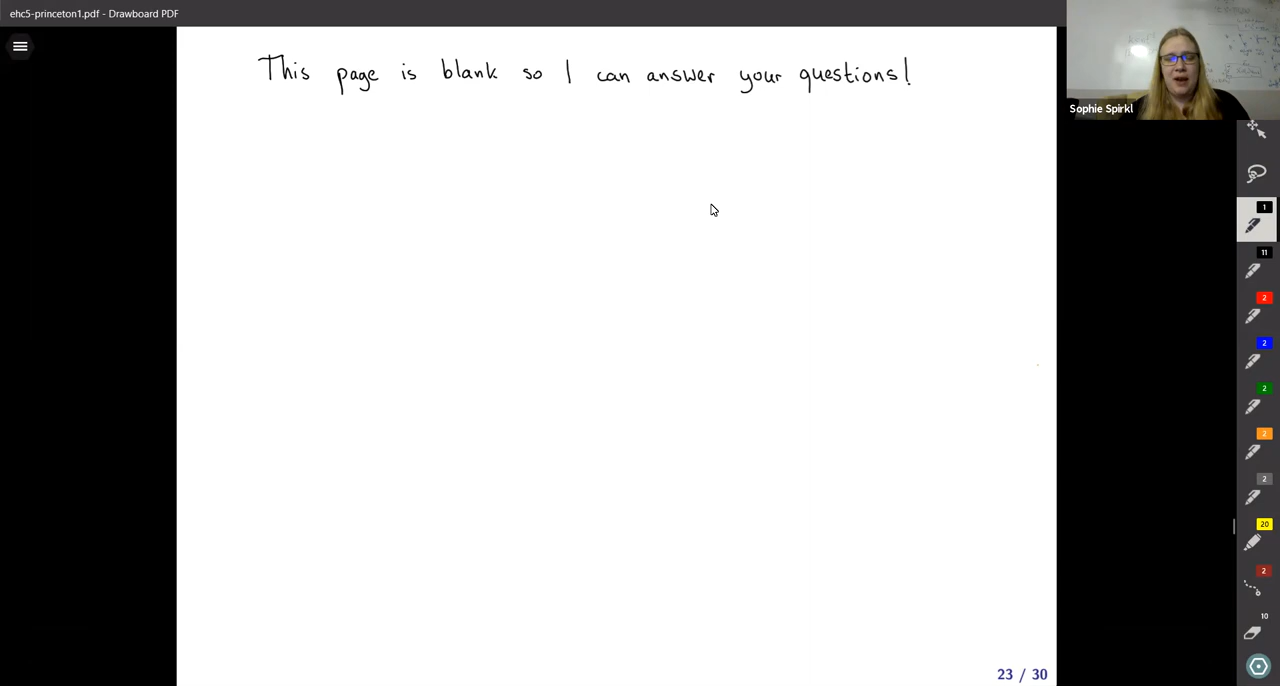 ehc5-princeton1.pdf - Drawboard PDF
This page is blank so I can answer your questions!
Sophie Spirkl
1
11
2
2
2
2
2
20
2
10
23 / 30